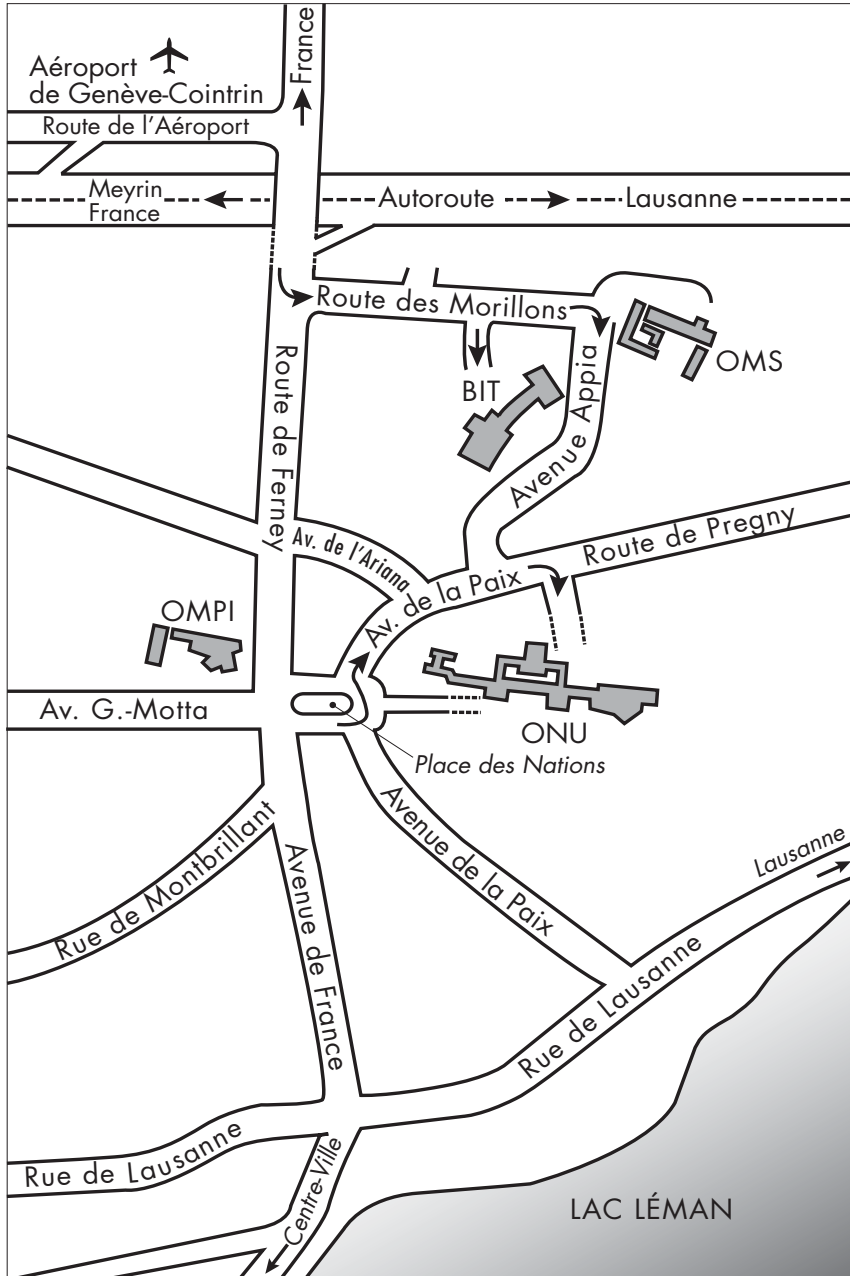 France
Aéroport
de Genève-Cointrin
Route de l'Aéroport
Meyrin
France
Autoroute
Lausanne
Route des Morillons
OMS
BIT
Avenue Appia
Route de Ferney
Route de Pregny
Av. de l'Ariana
Av. de la Paix
OMPI
Av. G.-Motta
ONU
Place des Nations
Avenue de la Paix
Rue de Montbrillant
Avenue de France
Lausanne
Rue de Lausanne
Rue de Lausanne
Centre-Ville
LAC LÉMAN